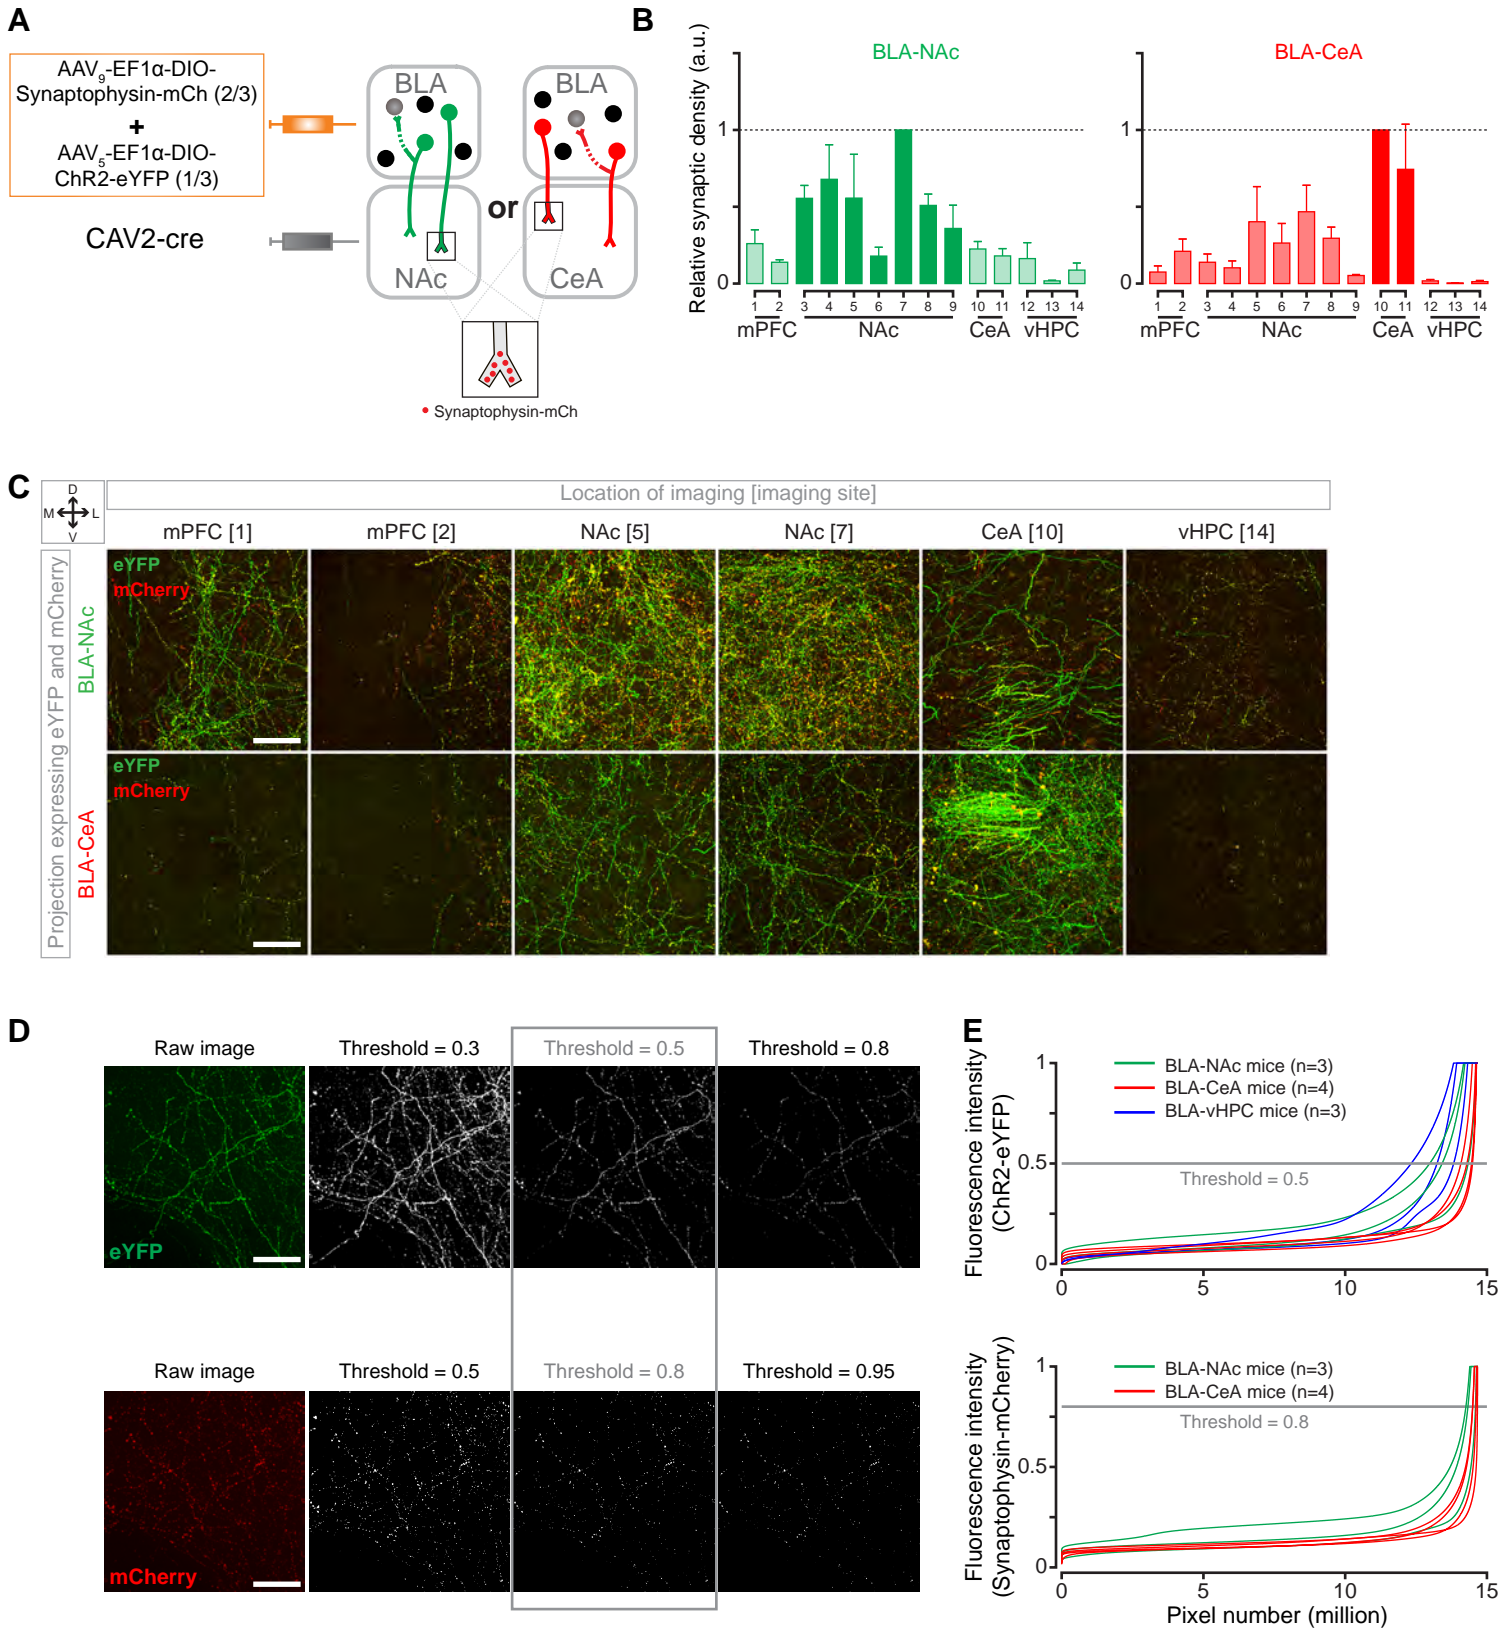 A
AAV9-EF1α-DIO-
Synaptophysin-mCh (2/3)
+
AAV5-EF1α-DIO-
ChR2-eYFP (1/3)
CAV2-cre
BLA
NAc
or
BLA
CeA
Synaptophysin-mCh
B
Relative synaptic density (a.u.)
BLA-NAc
1
0
1 2 3 4 5 6 7 8 9 10 11 12 13 14
mPFC NAc CeA vHPC
BLA-CeA
1
0
1 2 3 4 5 6 7 8 9 10 11 12 13 14
mPFC NAc CeA vHPC
C
D
M L
V
Location of imaging [imaging site]
mPFC [1] mPFC [2] NAc [5] NAc [7] CeA [10] vHPC [14]
Projection expressing eYFP and mCherry
BLA-NAc
eYFP
mCherry
BLA-CeA
eYFP
mCherry
D
Raw image Threshold = 0.3 Threshold = 0.5 Threshold = 0.8
eYFP
Raw image Threshold = 0.5 Threshold = 0.8 Threshold = 0.95
mCherry
E
Fluorescence intensity
(ChR2-eYFP)
1
0.5
0
BLA-NAc mice (n=3)
BLA-CeA mice (n=4)
BLA-vHPC mice (n=3)
Threshold = 0.5
0 5 10 15
Fluorescence intensity
(Synaptophysin-mCherry)
1
0.5
0
BLA-NAc mice (n=3)
BLA-CeA mice (n=4)
Threshold = 0.8
0 5 10 15
Pixel number (million)